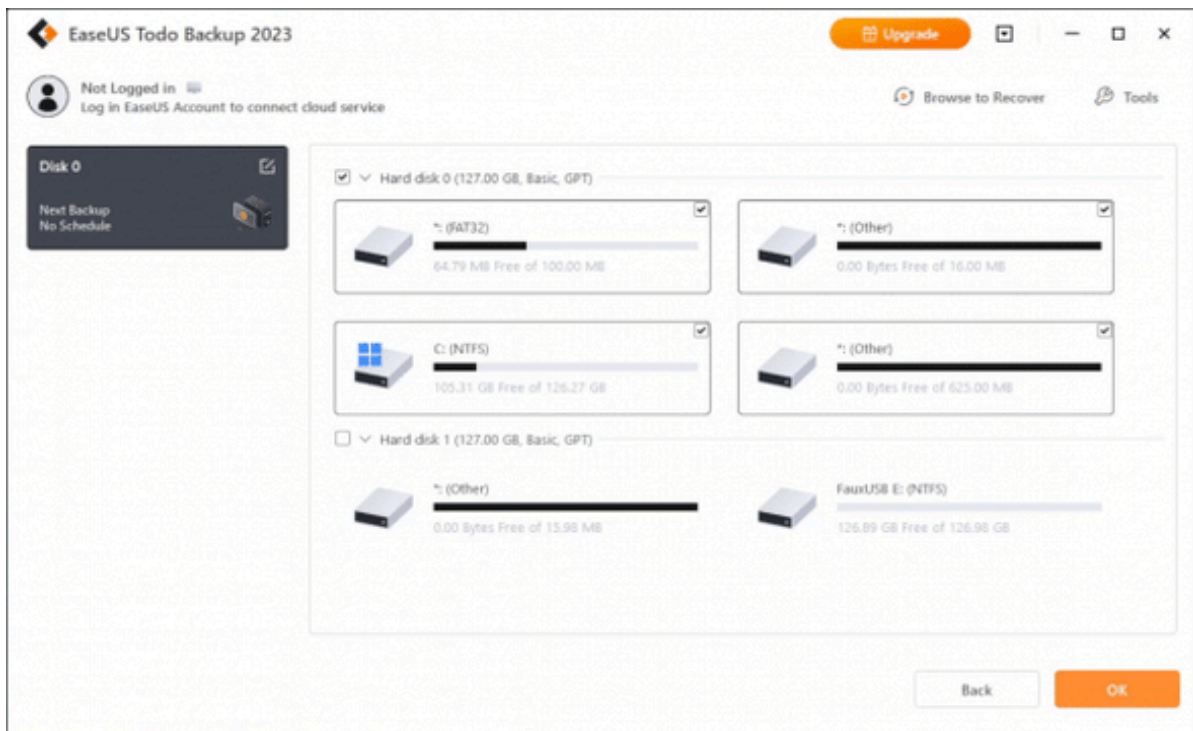 EaseUS Todo Backup 2023
Upgrade
Not Logged in
Log in EaseUS Account to connect cloud service
Browse to Recover
Tools
Disk 0
Next Backup
No Schedule
Hard disk 0 (127.00 GB, Basic, GPT)
*: (FAT32)
64.79 MB Free of 100.00 MB
*: (Other)
0.00 Bytes Free of 16.00 MB
C: (NTFS)
105.31 GB Free of 126.27 GB
*: (Other)
0.00 Bytes Free of 625.00 MB
Hard disk 1 (127.00 GB, Basic, GPT)
*: (Other)
0.00 Bytes Free of 15.98 MB
FauxUSB E: (NTFS)
126.89 GB Free of 126.98 GB
Back
OK